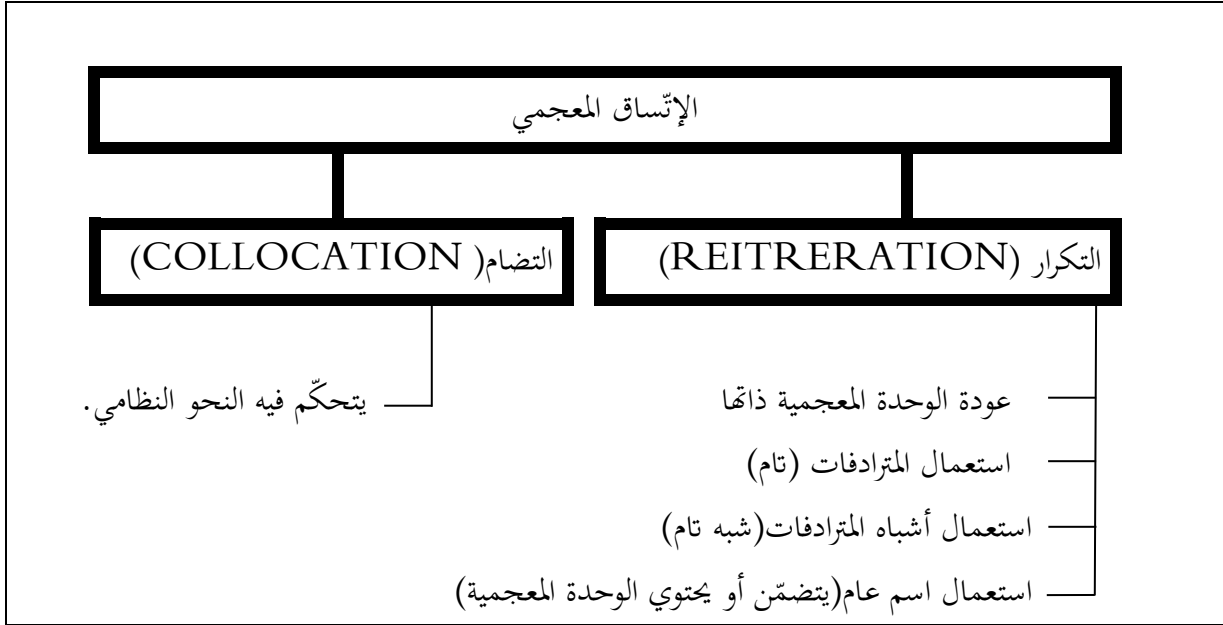 الإتّساق المعجمي
التكرار (REITRERATION)
التضام( COLLOCATION)
عودة الوحدة المعجمية ذاتها
استعمال المترادفات (تام)
استعمال أشباه المترادفات(شبه تام)
استعمال اسم عام(يتضمّن أو يحتوي الوحدة المعجمية)
يتحكّم فيه النحو النظامي.